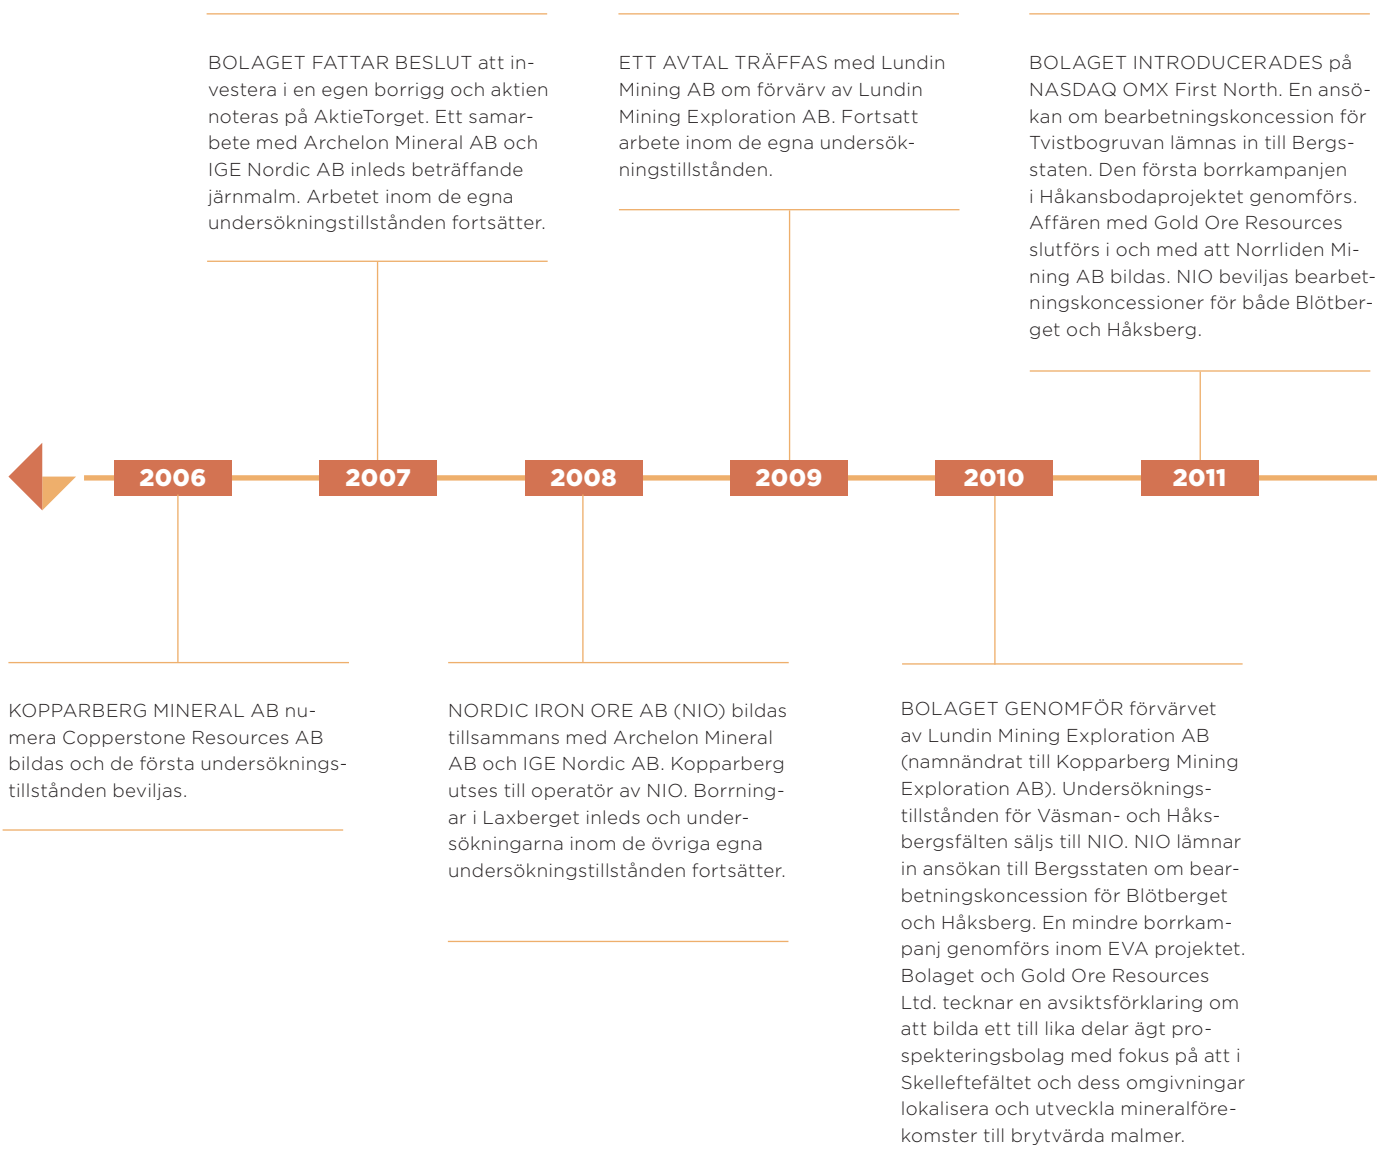 BOLAGET FATTAR BESLUT att in-
vestera i en egen borrigg och aktien
noteras på AktieTorget. Ett samar-
bete med Archelon Mineral AB och
IGE Nordic AB inleds beträffande
järnmalm. Arbetet inom de egna
undersökningstillstånden fortsätter.
ETT AVTAL TRÄFFAS med Lundin
Mining AB om förvärv av Lundin
Mining Exploration AB. Fortsatt
arbete inom de egna undersök-
ningstillstånden.
BOLAGET INTRODUCERADES på
NASDAQ OMX First North. En ansö-
kan om bearbetningskoncession för
Tvistbogruvan lämnas in till Bergs-
staten. Den första borrkampanjen
i Håkansbodaprojektet genomförs.
Affären med Gold Ore Resources
slutförs i och med att Norrliden Mi-
ning AB bildas. NIO beviljas bearbet-
ningskoncessioner för både Blötber-
get och Håksberg.
2006
2007
2008
2009
2010
2011
KOPPARBERG MINERAL AB nu-
mera Copperstone Resources AB
bildas och de första undersöknings-
tillstånden beviljas.
NORDIC IRON ORE AB (NIO) bildas
tillsammans med Archelon Mineral
AB och IGE Nordic AB. Kopparberg
utses till operatör av NIO. Borrning-
ar i Laxberget inleds och under-
sökningarna inom de övriga egna
undersökningstillstånden fortsätter.
BOLAGET GENOMFÖR förvärvet
av Lundin Mining Exploration AB
(namnändrat till Kopparberg Mining
Exploration AB). Undersöknings-
tillstånden för Väsman- och Håks-
bergsfälten säljs till NIO. NIO lämnar
in ansökan till Bergsstaten om bear-
betningskoncession för Blötberget
och Håksberg. En mindre borrkam-
panj genomförs inom EVA projektet.
Bolaget och Gold Ore Resources
Ltd. tecknar en avsiktsförklaring om
att bilda ett till lika delar ägt pro-
spekteringsbolag med fokus på att i
Skelleftefältet och dess omgivningar
lokalisera och utveckla mineralföre-
komster till brytvärda malmer.